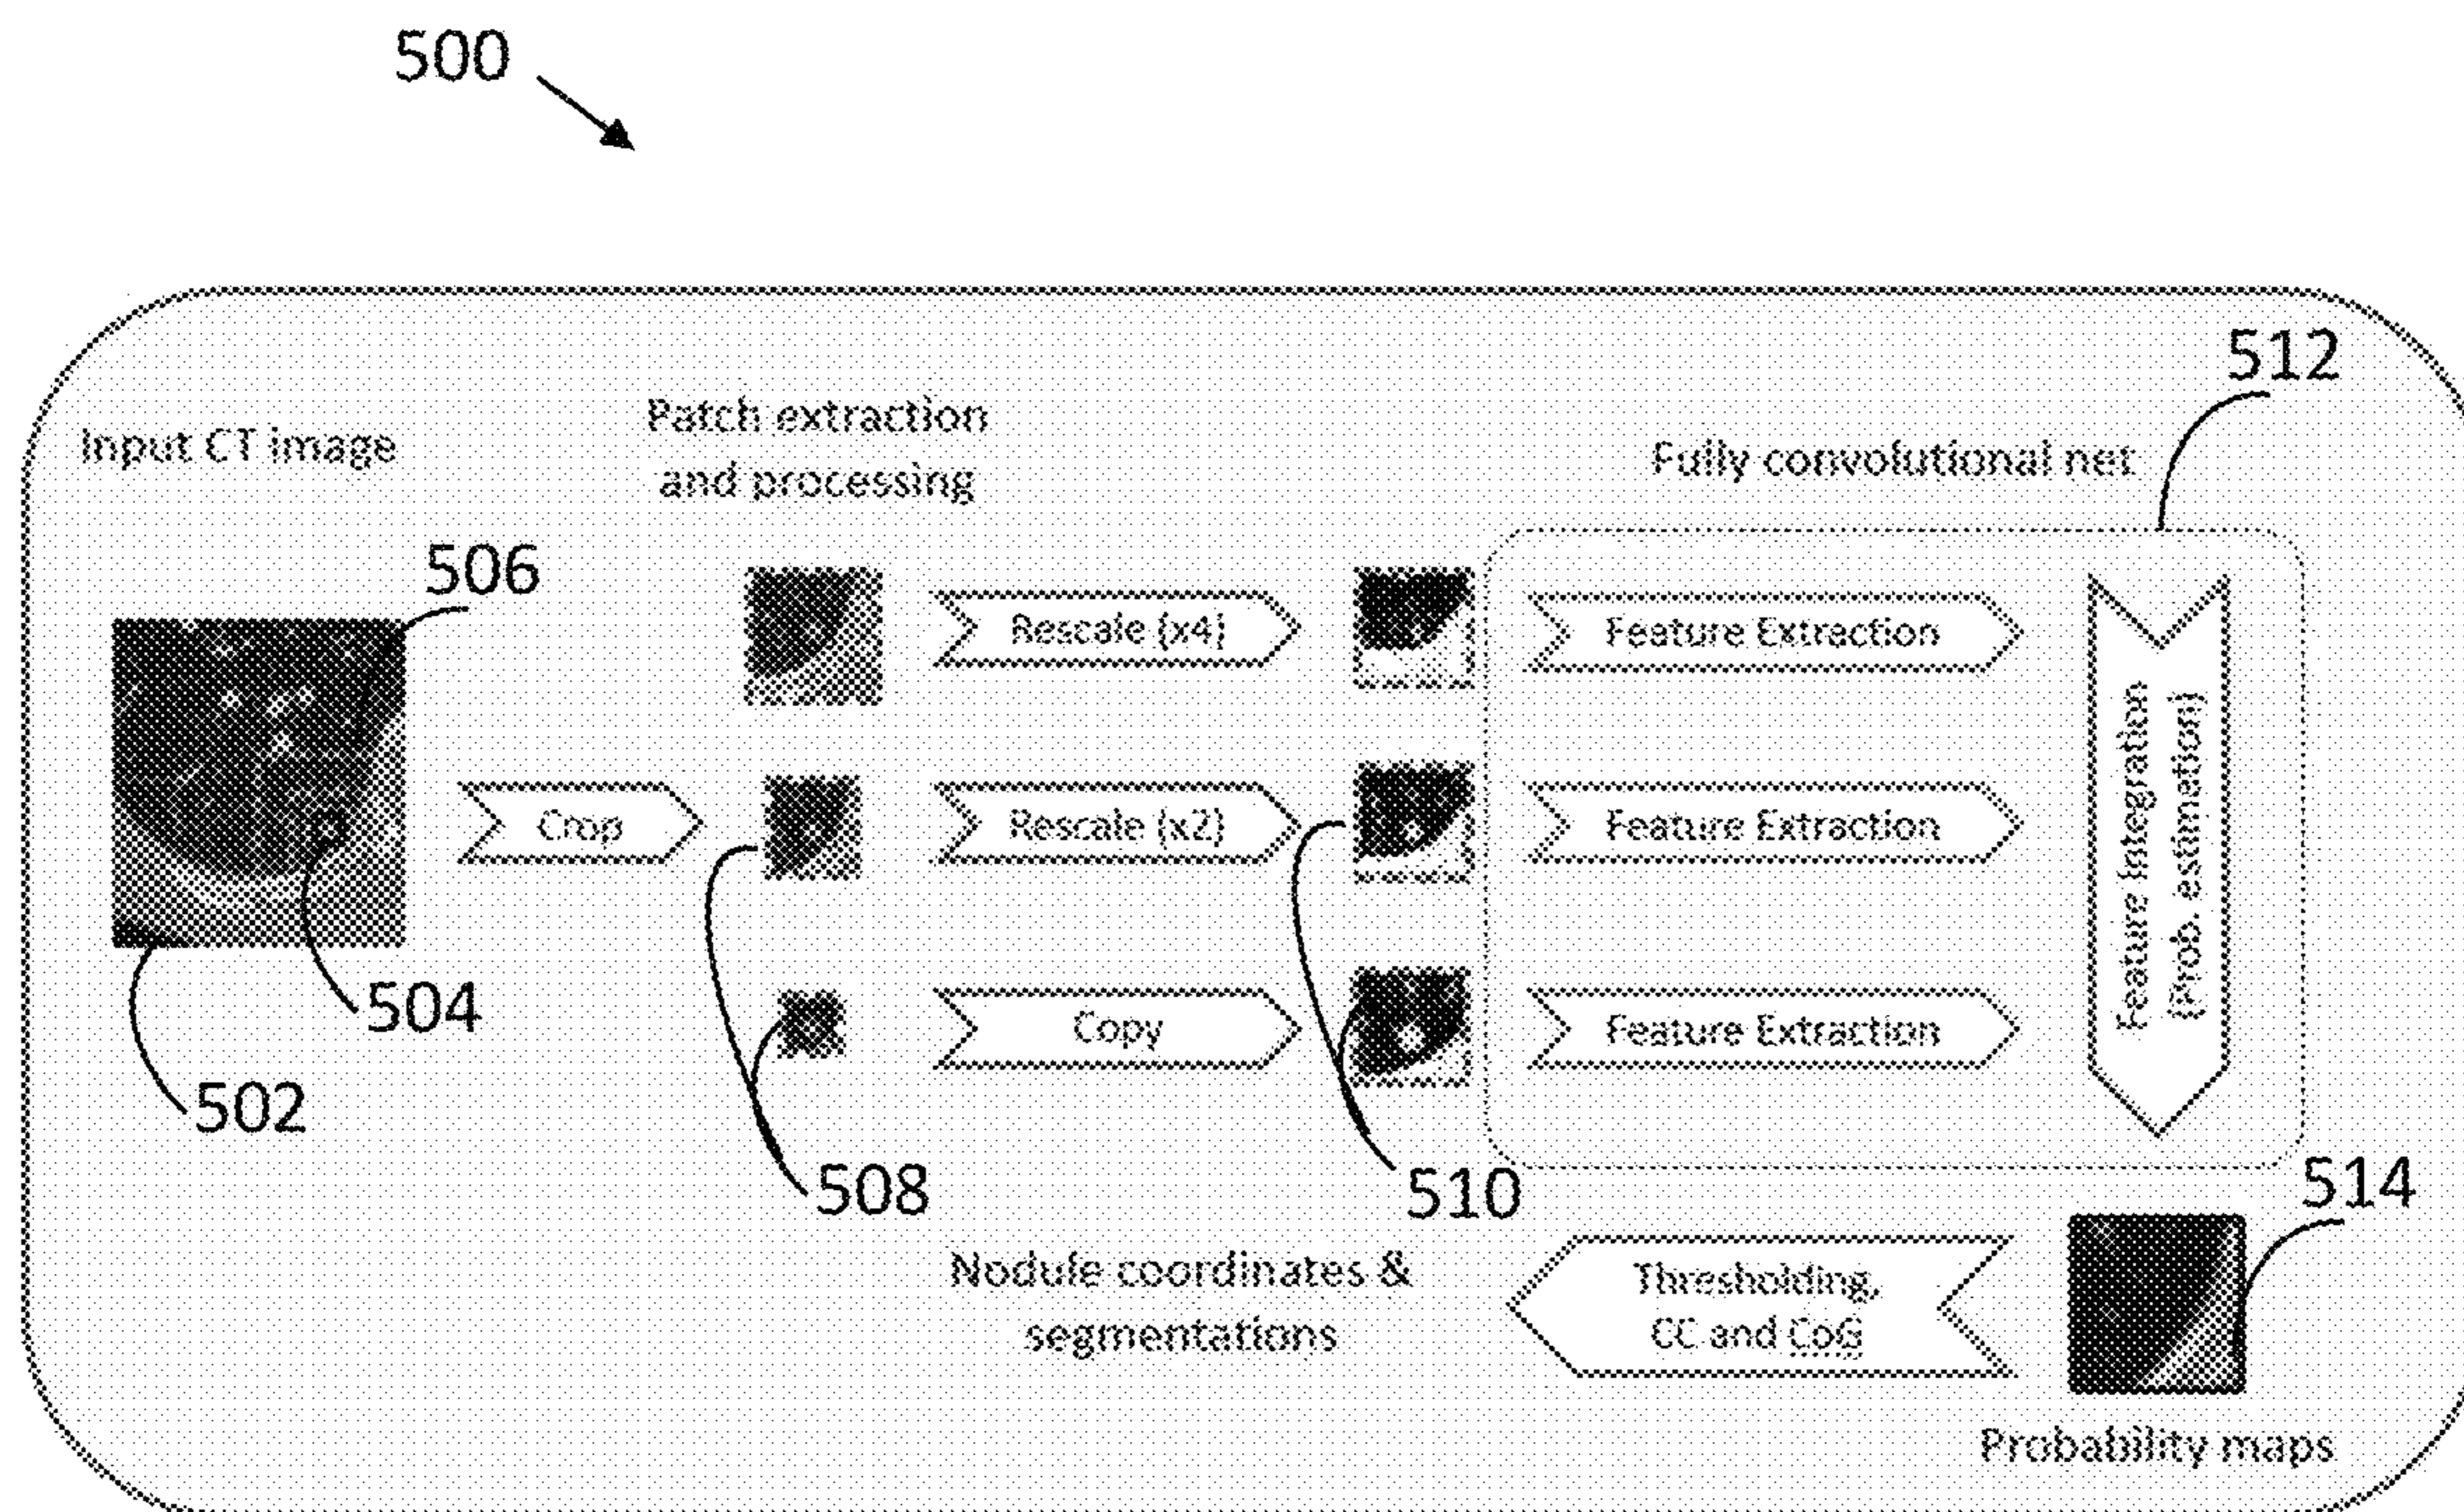 500
512
Input CT image
Patch extraction
and processing
Fully convolutional net
506
Rescale (x4)
Feature Extraction
Crop
Rescale (x2)
Feature Extraction
Feature Integration
(Prob. estimation)
504
Copy
Feature Extraction
502
508
510
514
Nodule coordinates &
segmentations
Thresholding,
CC and CoG
Probability maps